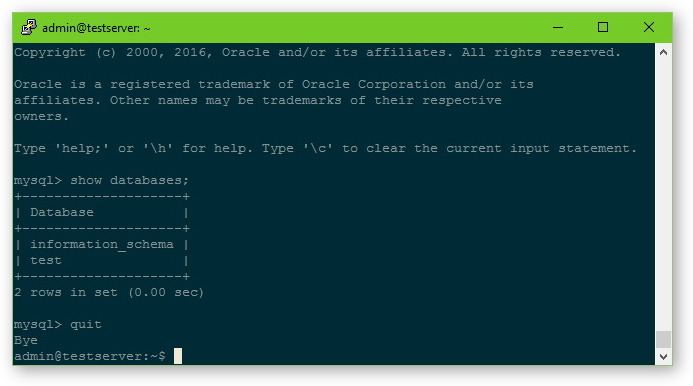 admin@testserver: ~
Copyright (c) 2000, 2016, Oracle and/or its affiliates. All rights reserved.
Oracle is a registered trademark of Oracle Corporation and/or its
affiliates. Other names may be trademarks of their respective
owners.
Type 'help;' or '\h' for help. Type '\c' to clear the current input statement.
mysql> show databases;
+--------------------+
| Database           |
+--------------------+
| information_schema |
| test               |
+--------------------+
2 rows in set (0.00 sec)
mysql> quit
Bye
admin@testserver:~$